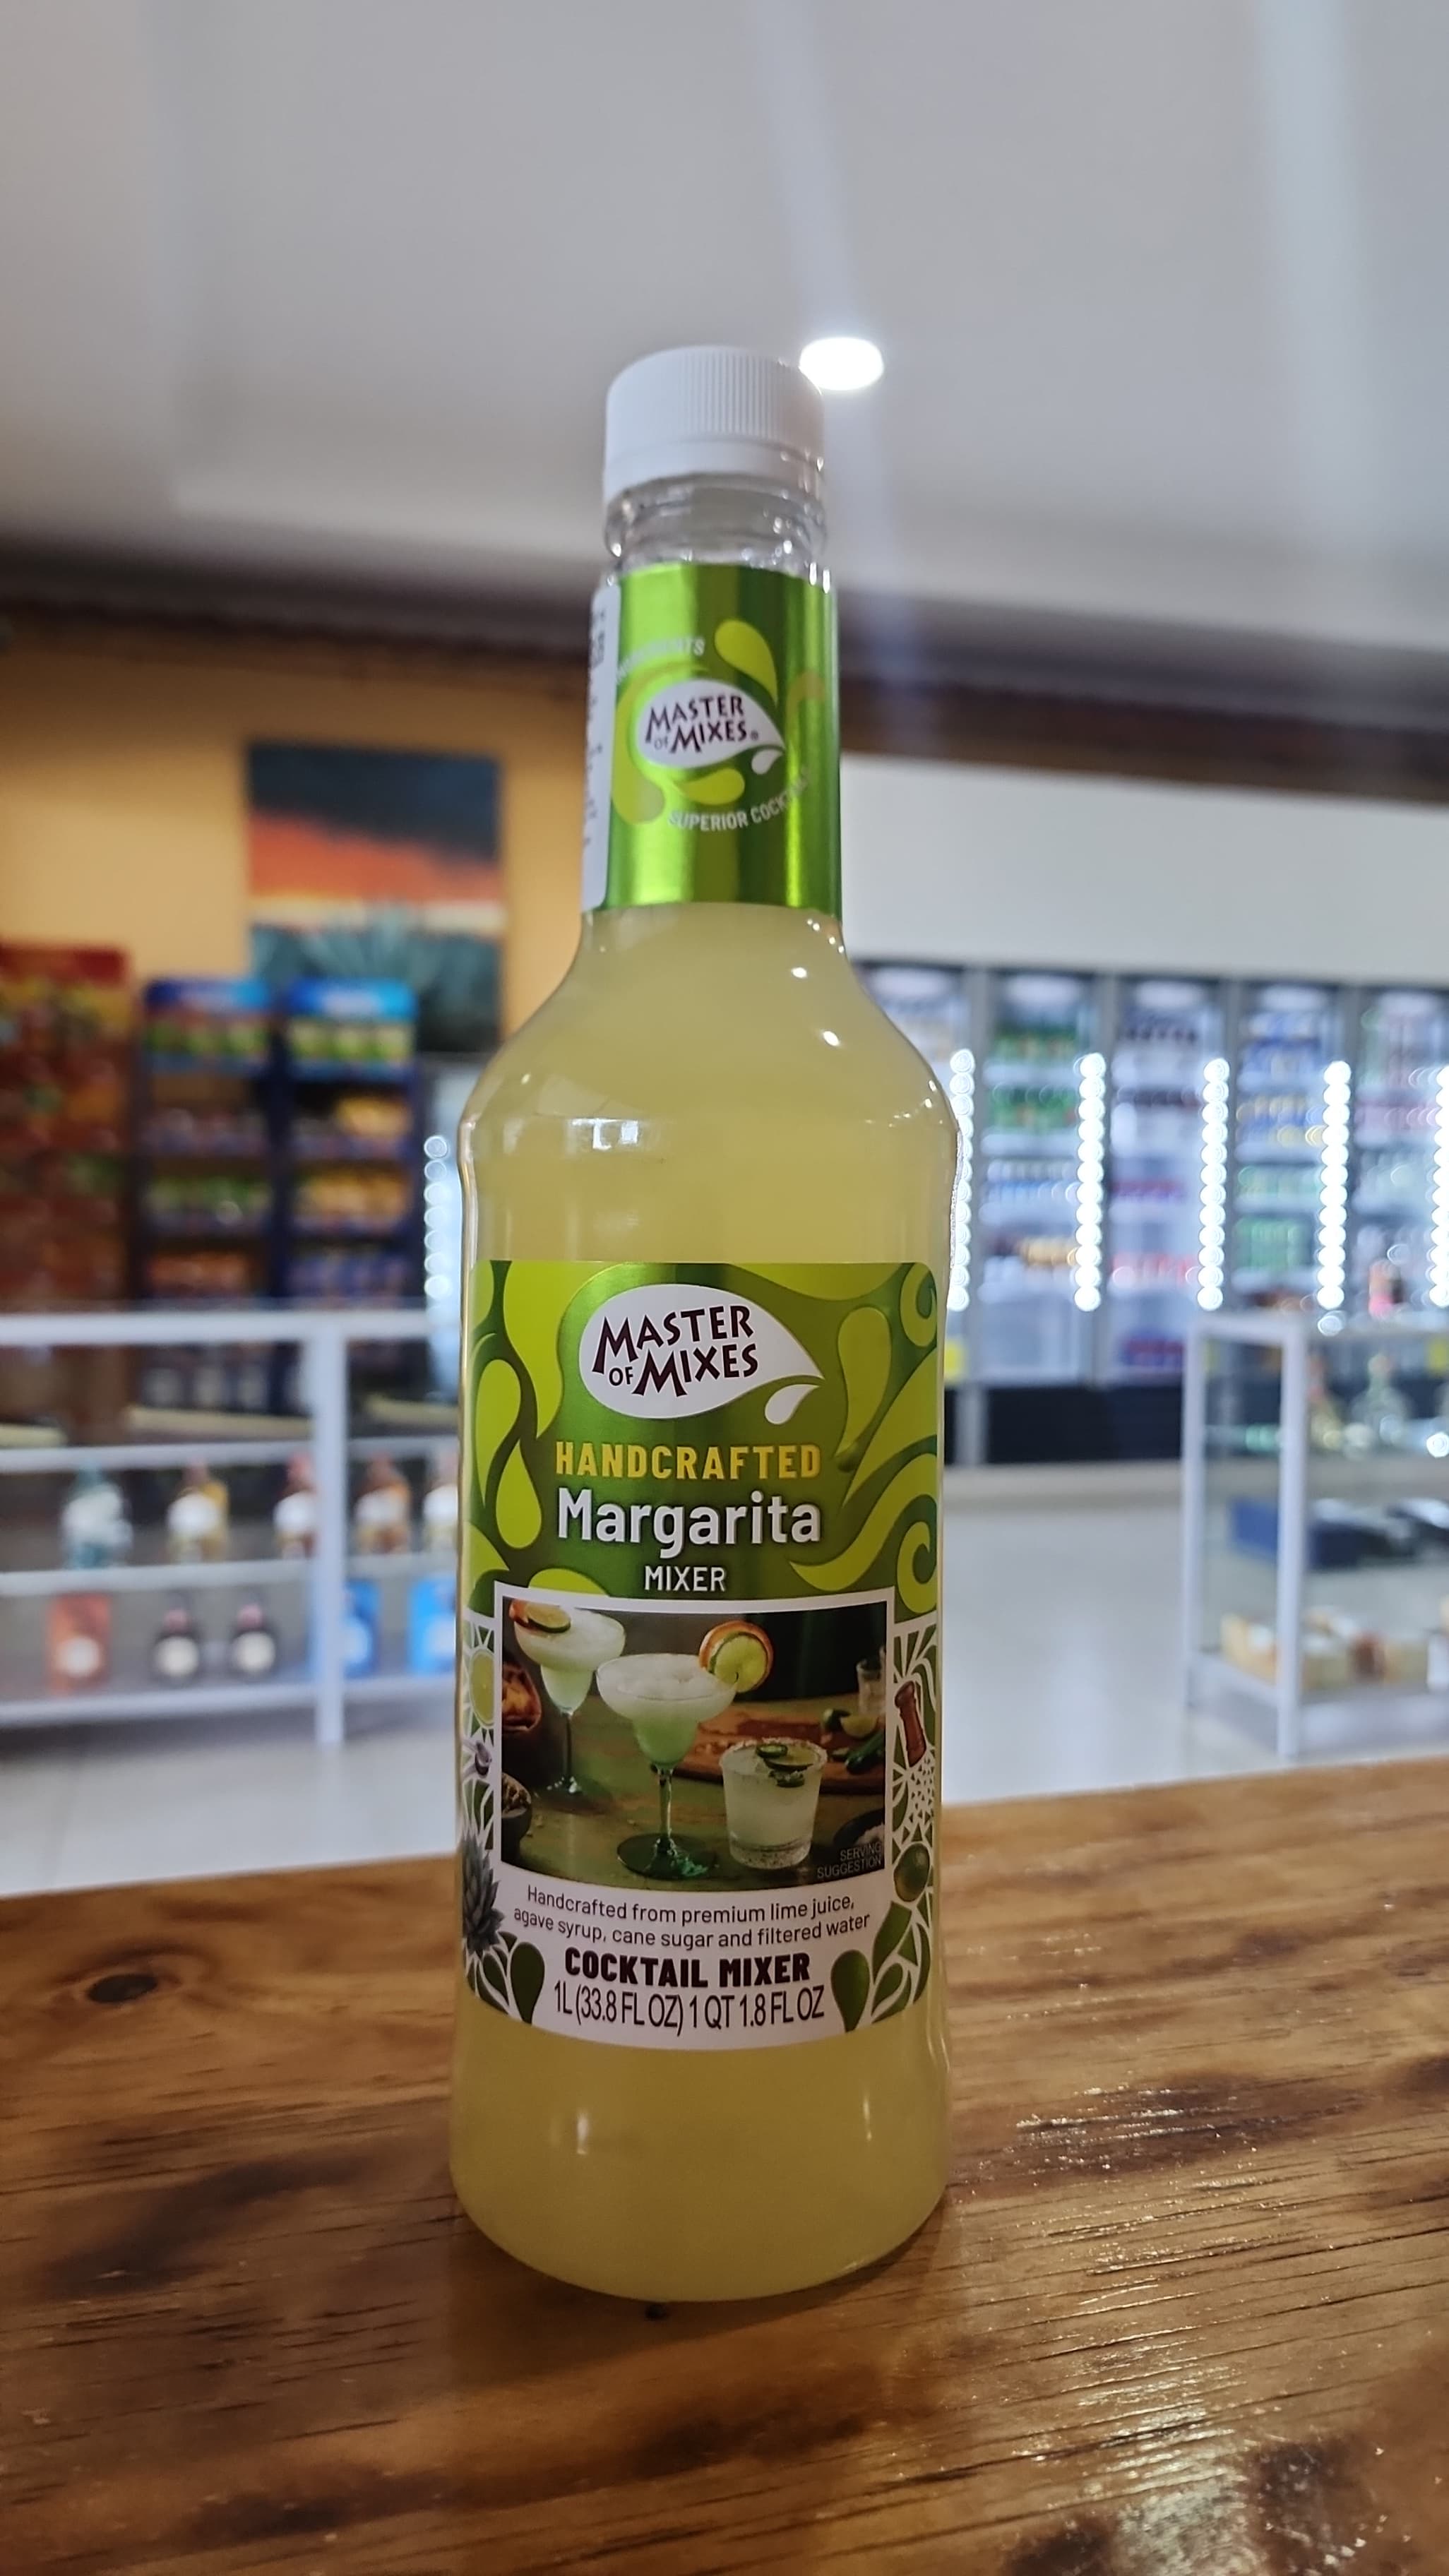 MASTER
OF MIXES®
SUPERIOR
MASTER
OF MIXES
HANDCRAFTED
Margarita
MIXER
SERVING
SUGGESTION
Handcrafted from premium lime juice,
agave syrup, cane sugar and filtered water
COCKTAIL MIXER
1L (33.8 FL OZ) 1 QT 1.8 FL OZ